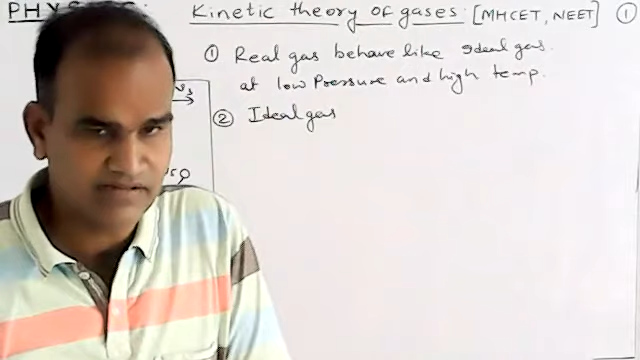 PHYS
Kinetic theory of gases: [MHCET, NEET] ①
① Real gas behave like ideal gas.
at low Pressure and high temp.
② Ideal gas